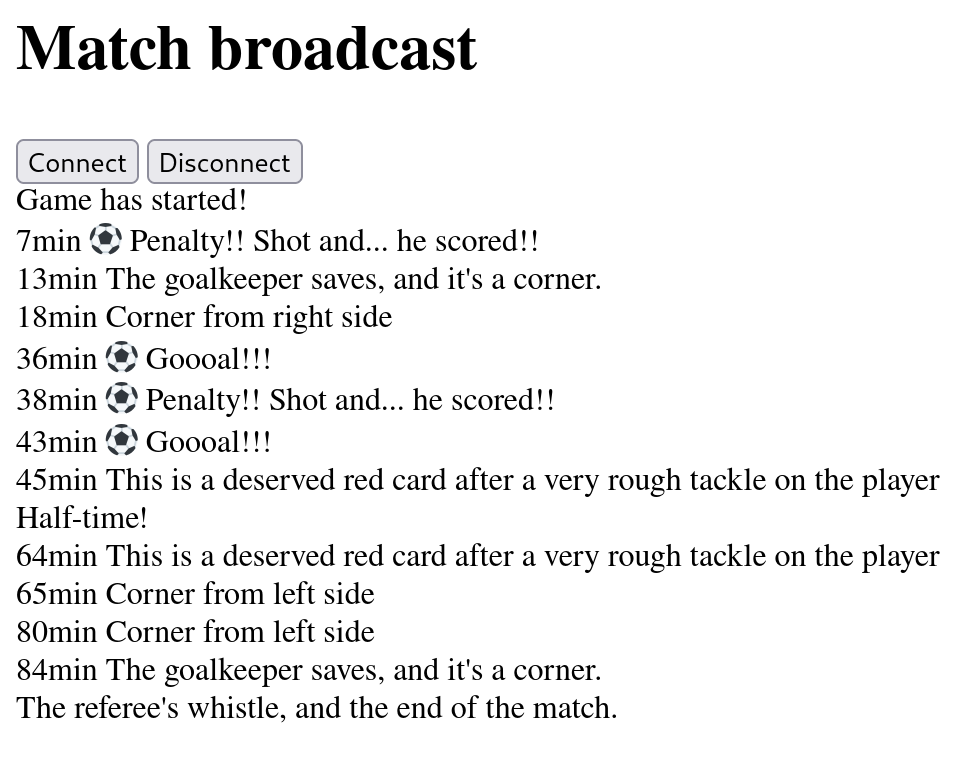 Match broadcast
Connect Disconnect
Game has started!
7min ⚽ Penalty!! Shot and... he scored!!
13min The goalkeeper saves, and it's a corner.
18min Corner from right side
36min ⚽ Goooal!!!
38min ⚽ Penalty!! Shot and... he scored!!
43min ⚽ Goooal!!!
45min This is a deserved red card after a very rough tackle on the player
Half-time!
64min This is a deserved red card after a very rough tackle on the player
65min Corner from left side
80min Corner from left side
84min The goalkeeper saves, and it's a corner.
The referee's whistle, and the end of the match.